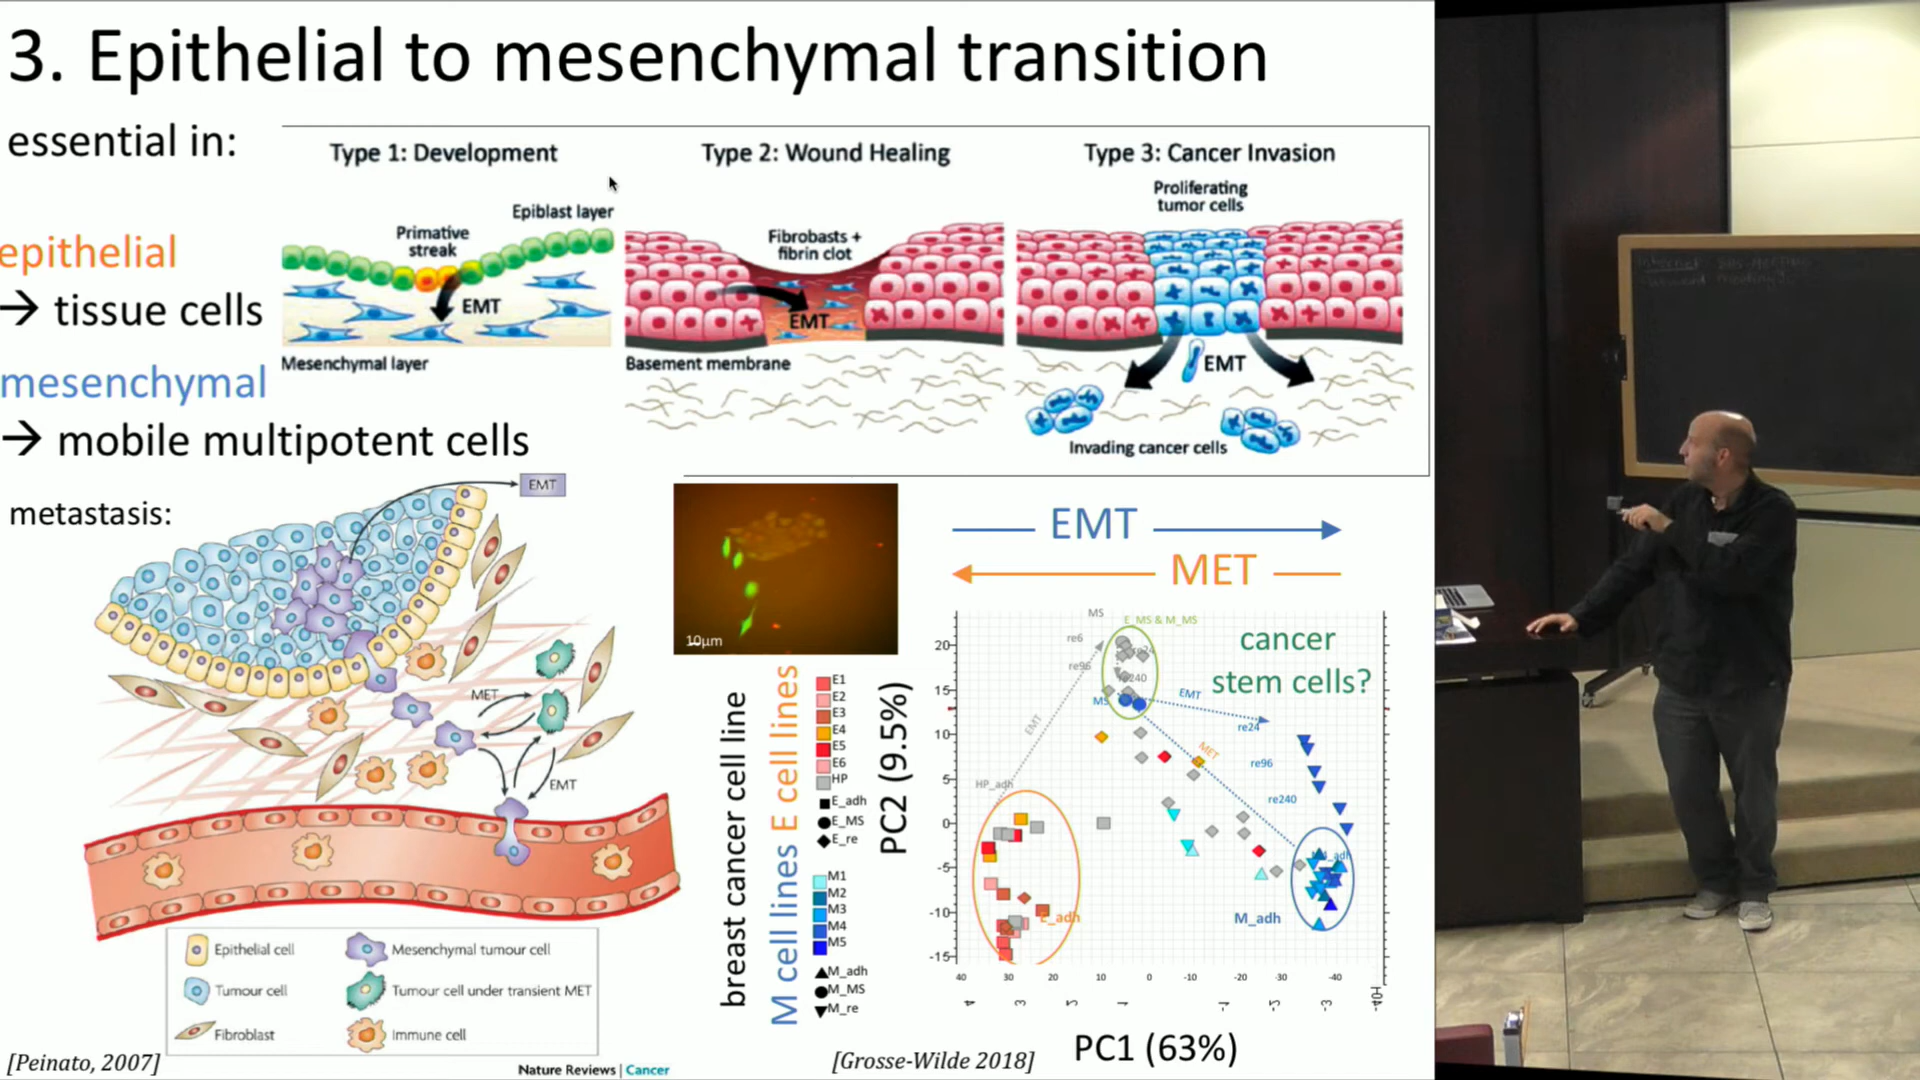 3. Epithelial to mesenchymal transition
essential in:
epithelial
→ tissue cells
mesenchymal
→ mobile multipotent cells
Type 1: Development
Epiblast layer
Primative
streak
EMT
Mesenchymal layer
Type 2: Wound Healing
Fibrobasts +
fibrin clot
EMT
Basement membrane
Type 3: Cancer Invasion
Proliferating
tumor cells
EMT
Invading cancer cells
metastasis:
EMT
MET
EMT
Epithelial cell
Mesenchymal tumour cell
Tumour cell
Tumour cell under transient MET
Fibroblast
Immune cell
[Peinato, 2007]
Nature Reviews | Cancer
10µm
EMT
MET
breast cancer cell line
M cell lines E cell lines
E1
E2
E3
E4
E5
E6
HP
E_adh
E_MS
E_re
M1
M2
M3
M4
M5
M_adh
M_MS
M_re
PC2 (9.5%)
20
15
10
5
0
-5
-10
-15
MS
E_MS & M_MS
re6
re96
re240
MS
EMT
EMT
MET
HP_adh
re24
re96
re240
cancer
stem cells?
E_adh
M_adh
40 30 20 10 0 -10 -20 -30 -40
PC1 (63%)
[Grosse-Wilde 2018]